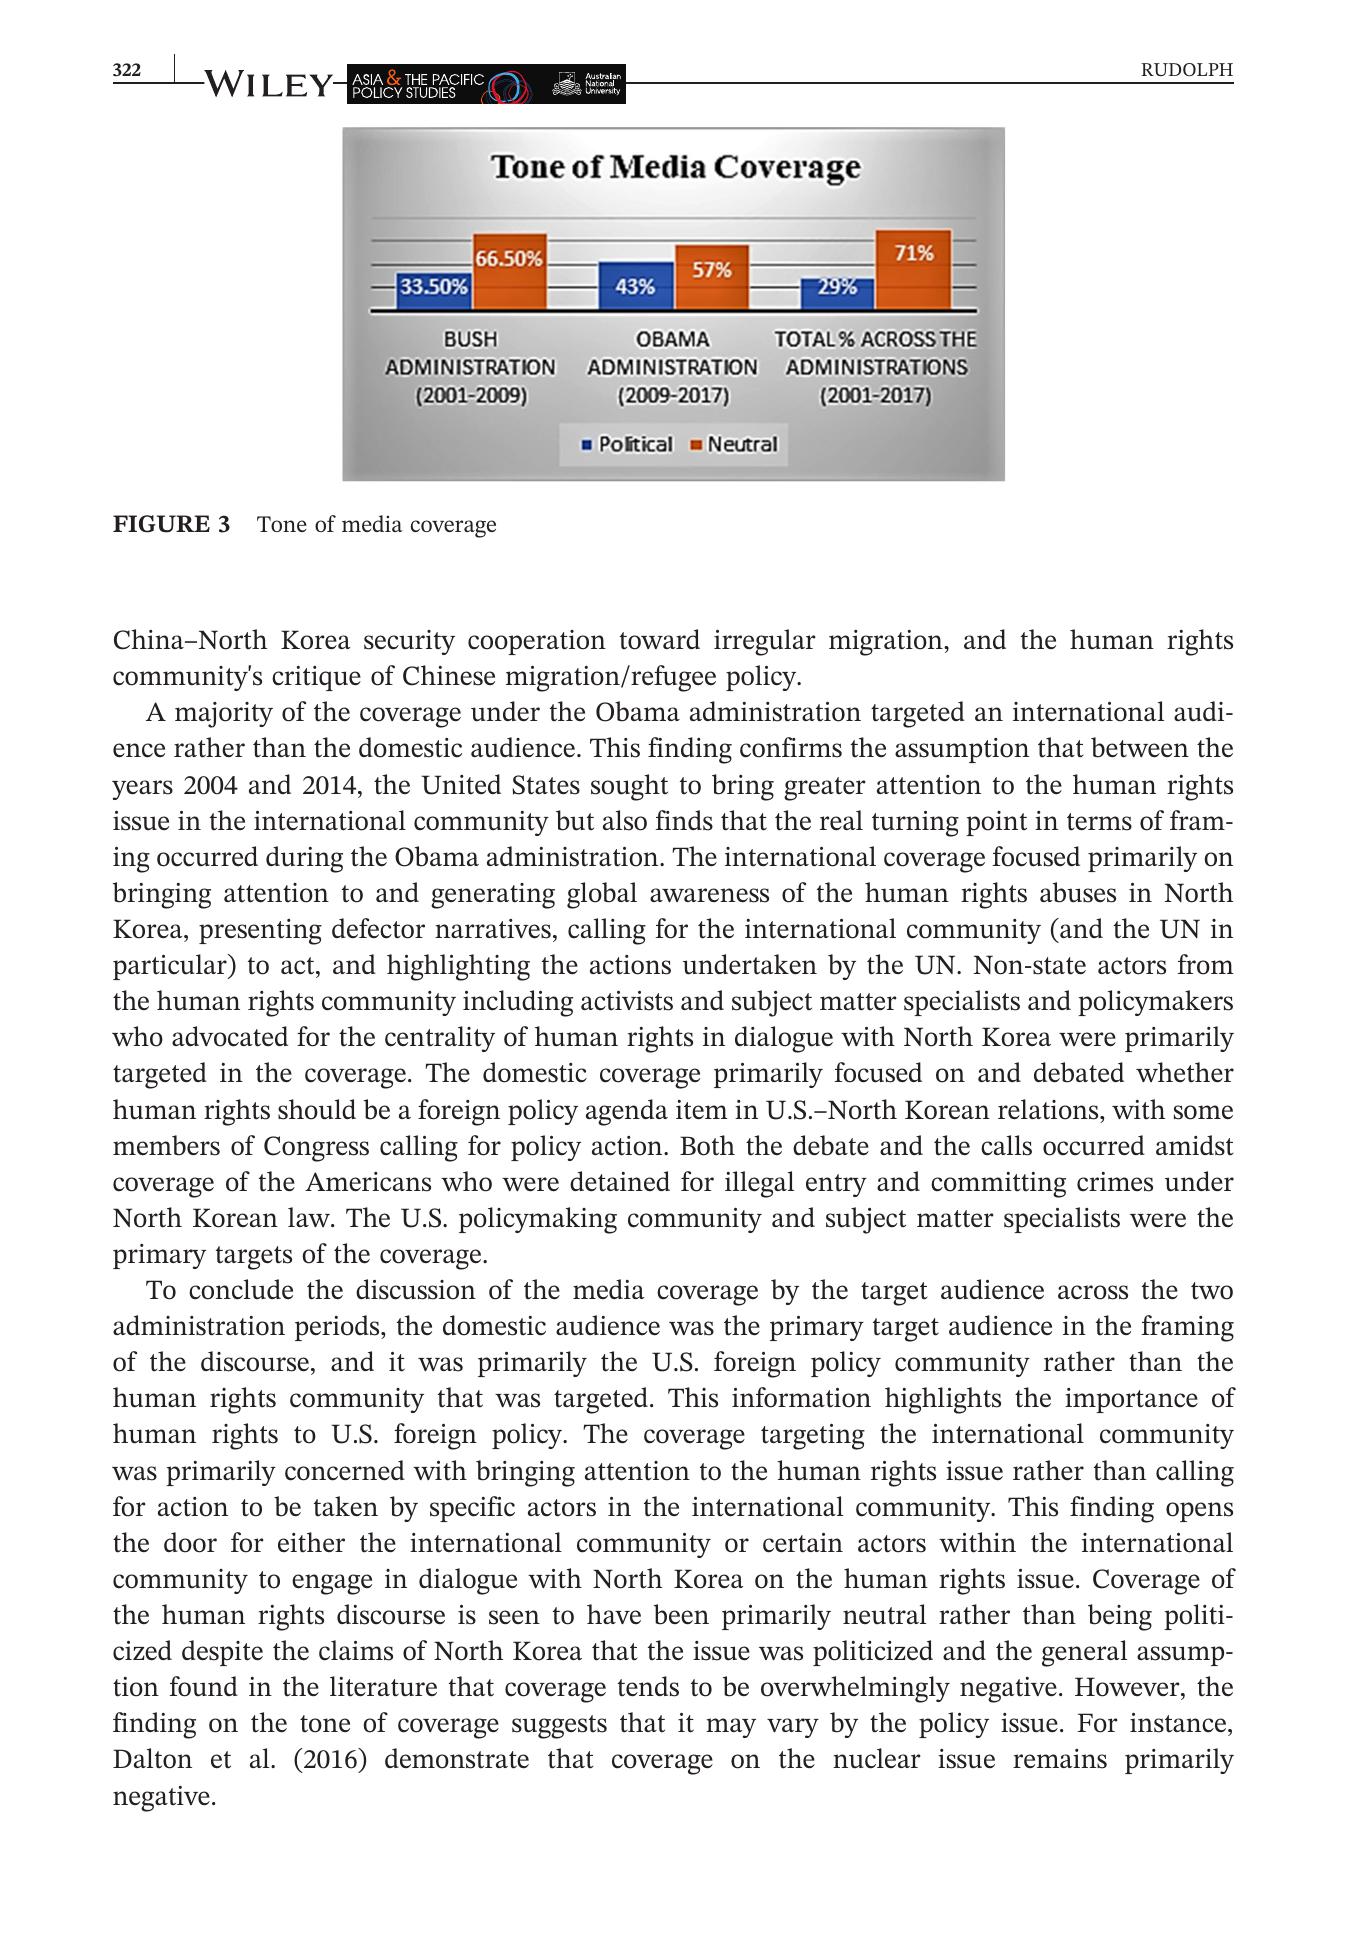 322
WILEY
ASIA & THE PACIFIC
POLICY STUDIES
Australian
National
University
RUDOLPH
Tone of Media Coverage
33.50%
66.50%
43%
57%
29%
71%
BUSH
ADMINISTRATION
(2001-2009)
OBAMA
ADMINISTRATION
(2009-2017)
TOTAL % ACROSS THE
ADMINISTRATIONS
(2001-2017)
Political Neutral
FIGURE 3 Tone of media coverage
China–North Korea security cooperation toward irregular migration, and the human rights
community's critique of Chinese migration/refugee policy.
A majority of the coverage under the Obama administration targeted an international audi-
ence rather than the domestic audience. This finding confirms the assumption that between the
years 2004 and 2014, the United States sought to bring greater attention to the human rights
issue in the international community but also finds that the real turning point in terms of fram-
ing occurred during the Obama administration. The international coverage focused primarily on
bringing attention to and generating global awareness of the human rights abuses in North
Korea, presenting defector narratives, calling for the international community (and the UN in
particular) to act, and highlighting the actions undertaken by the UN. Non-state actors from
the human rights community including activists and subject matter specialists and policymakers
who advocated for the centrality of human rights in dialogue with North Korea were primarily
targeted in the coverage. The domestic coverage primarily focused on and debated whether
human rights should be a foreign policy agenda item in U.S.–North Korean relations, with some
members of Congress calling for policy action. Both the debate and the calls occurred amidst
coverage of the Americans who were detained for illegal entry and committing crimes under
North Korean law. The U.S. policymaking community and subject matter specialists were the
primary targets of the coverage.
To conclude the discussion of the media coverage by the target audience across the two
administration periods, the domestic audience was the primary target audience in the framing
of the discourse, and it was primarily the U.S. foreign policy community rather than the
human rights community that was targeted. This information highlights the importance of
human rights to U.S. foreign policy. The coverage targeting the international community
was primarily concerned with bringing attention to the human rights issue rather than calling
for action to be taken by specific actors in the international community. This finding opens
the door for either the international community or certain actors within the international
community to engage in dialogue with North Korea on the human rights issue. Coverage of
the human rights discourse is seen to have been primarily neutral rather than being politi-
cized despite the claims of North Korea that the issue was politicized and the general assump-
tion found in the literature that coverage tends to be overwhelmingly negative. However, the
finding on the tone of coverage suggests that it may vary by the policy issue. For instance,
Dalton et al. (2016) demonstrate that coverage on the nuclear issue remains primarily
negative.